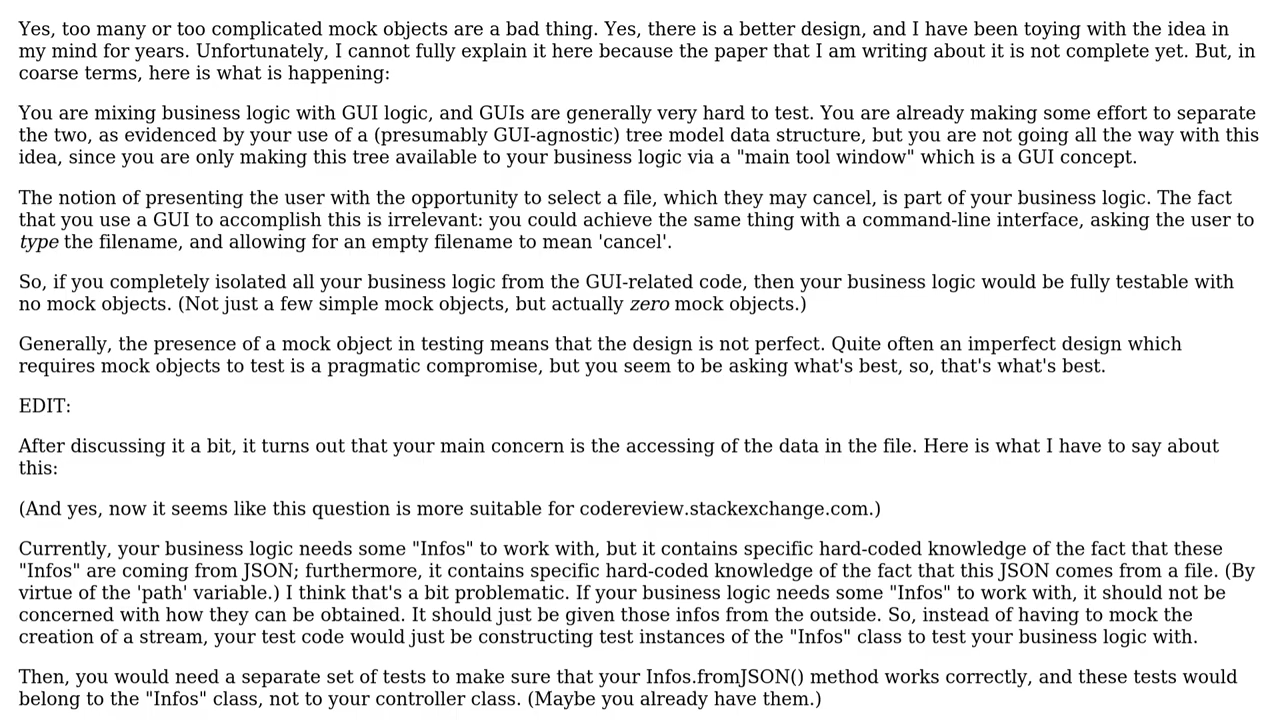 Yes, too many or too complicated mock objects are a bad thing. Yes, there is a better design, and I have been toying with the idea in
my mind for years. Unfortunately, I cannot fully explain it here because the paper that I am writing about it is not complete yet. But, in
coarse terms, here is what is happening:
You are mixing business logic with GUI logic, and GUIs are generally very hard to test. You are already making some effort to separate
the two, as evidenced by your use of a (presumably GUI-agnostic) tree model data structure, but you are not going all the way with this
idea, since you are only making this tree available to your business logic via a "main tool window" which is a GUI concept.
The notion of presenting the user with the opportunity to select a file, which they may cancel, is part of your business logic. The fact
that you use a GUI to accomplish this is irrelevant: you could achieve the same thing with a command-line interface, asking the user to
type the filename, and allowing for an empty filename to mean 'cancel'.
So, if you completely isolated all your business logic from the GUI-related code, then your business logic would be fully testable with
no mock objects. (Not just a few simple mock objects, but actually zero mock objects.)
Generally, the presence of a mock object in testing means that the design is not perfect. Quite often an imperfect design which
requires mock objects to test is a pragmatic compromise, but you seem to be asking what's best, so, that's what's best.
EDIT:
After discussing it a bit, it turns out that your main concern is the accessing of the data in the file. Here is what I have to say about
this:
(And yes, now it seems like this question is more suitable for codereview.stackexchange.com.)
Currently, your business logic needs some "Infos" to work with, but it contains specific hard-coded knowledge of the fact that these
"Infos" are coming from JSON; furthermore, it contains specific hard-coded knowledge of the fact that this JSON comes from a file. (By
virtue of the 'path' variable.) I think that's a bit problematic. If your business logic needs some "Infos" to work with, it should not be
concerned with how they can be obtained. It should just be given those infos from the outside. So, instead of having to mock the
creation of a stream, your test code would just be constructing test instances of the "Infos" class to test your business logic with.
Then, you would need a separate set of tests to make sure that your Infos.fromJSON() method works correctly, and these tests would
belong to the "Infos" class, not to your controller class. (Maybe you already have them.)